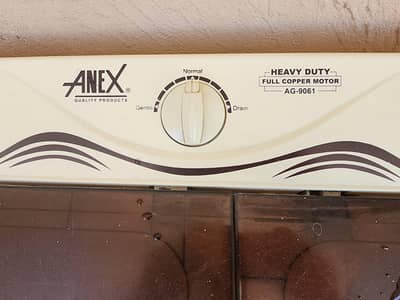 ANEX®
QUALITY PRODUCTS
Normal
Gentle
Drain
HEAVY DUTY
FULL COPPER MOTOR
AG-9061